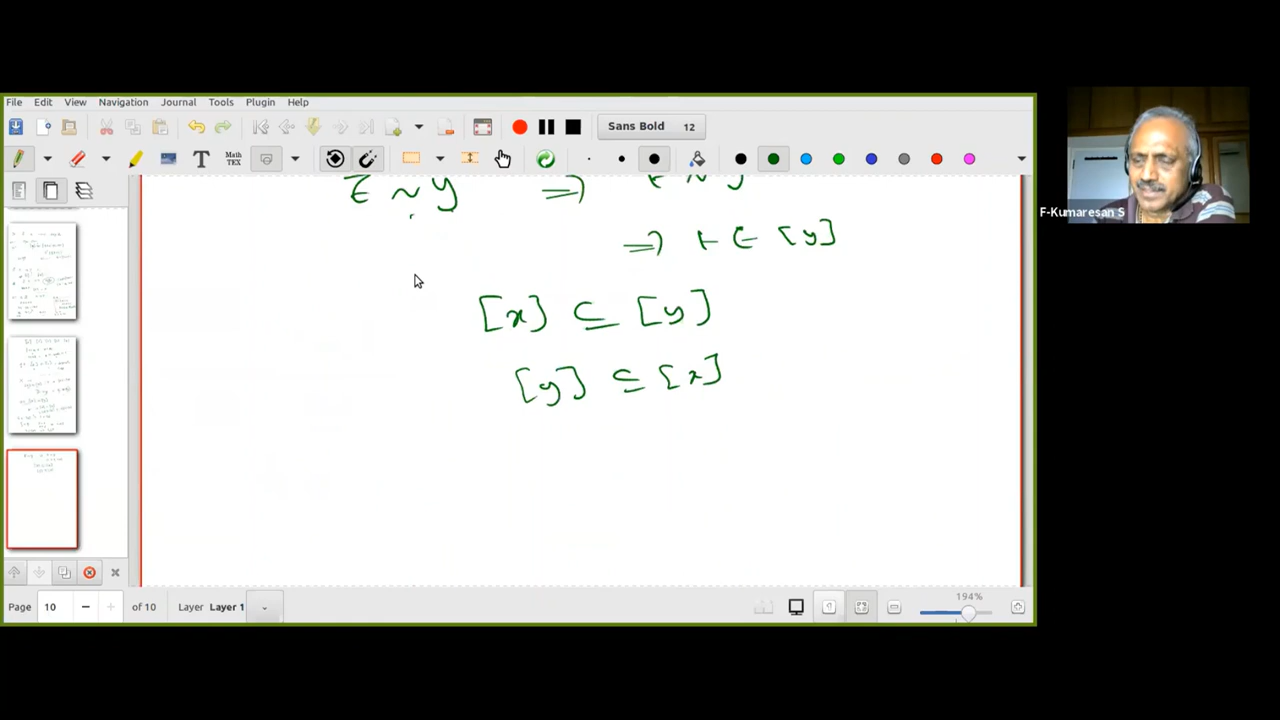 File Edit View Navigation Journal Tools Plugin Help
Sans Bold 12
T Math TEX
z ~ y ⟹ t ~ y
⟹ t ∈ [y]
F-Kumaresan S
[x] ⊆ [y]
[y] ⊆ [x]
Page 10 of 10 Layer Layer 1 194%